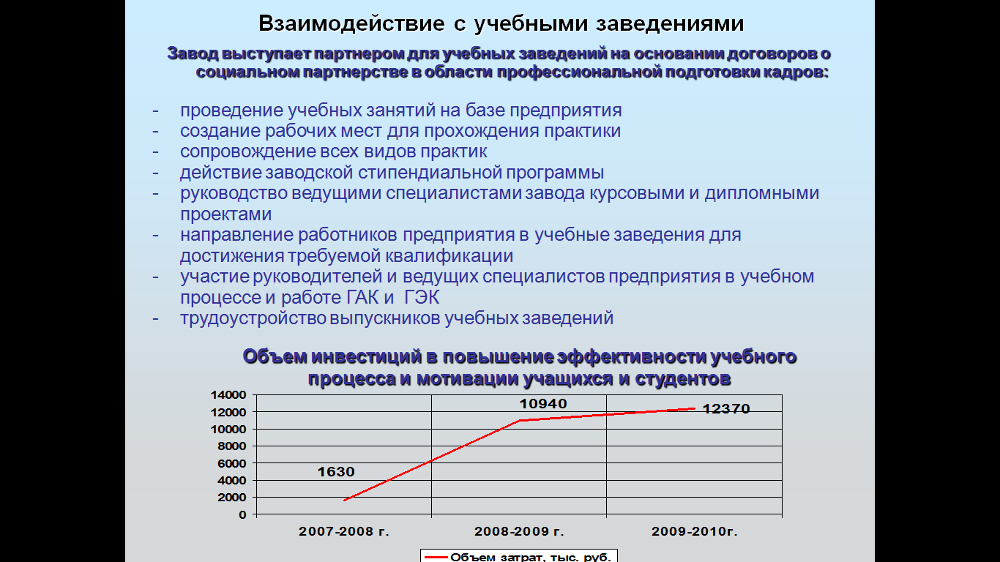 Взаимодействие с учебными заведениями
Завод выступает партнером для учебных заведений на основании договоров о
социальном партнерстве в области профессиональной подготовки кадров:
- проведение учебных занятий на базе предприятия
- создание рабочих мест для прохождения практики
- сопровождение всех видов практик
- действие заводской стипендиальной программы
- руководство ведущими специалистами завода курсовыми и дипломными
проектами
- направление работников предприятия в учебные заведения для
достижения требуемой квалификации
- участие руководителей и ведущих специалистов предприятия в учебном
процессе и работе ГАК и ГЭК
- трудоустройство выпускников учебных заведений
Объем инвестиций в повышение эффективности учебного
процесса и мотивации учащихся и студентов
14000
12000
10000
8000
6000
4000
2000
0
1630
10940
12370
2007-2008 г.
2008-2009 г.
2009-2010г.
Объем затрат, тыс. руб.